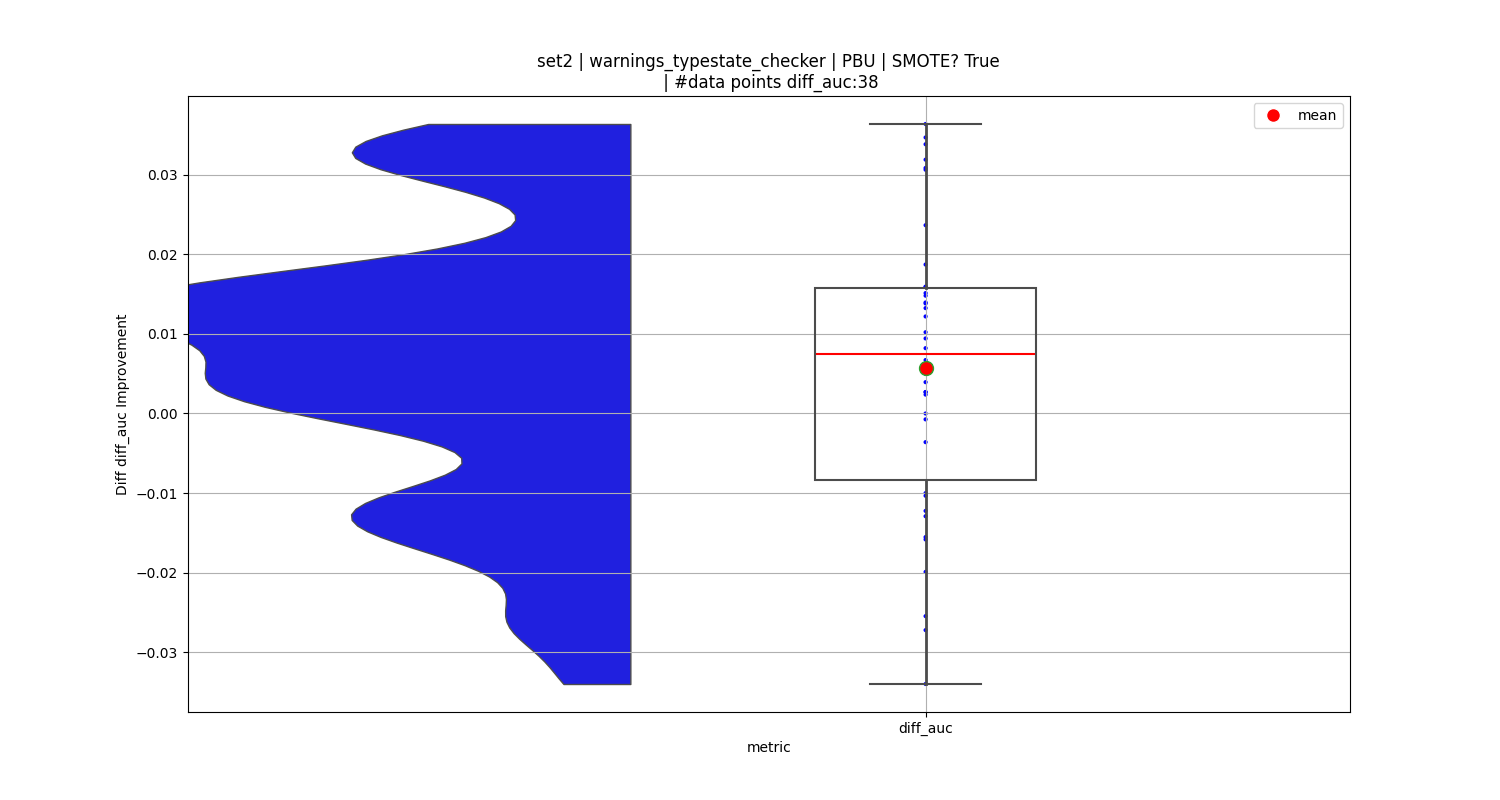 set2 | warnings_typestate_checker | PBU | SMOTE? True
| #data points diff_auc:38
mean
0.03
0.02
0.01
0.00
−0.01
−0.02
−0.03
Diff diff_auc Improvement
diff_auc
metric